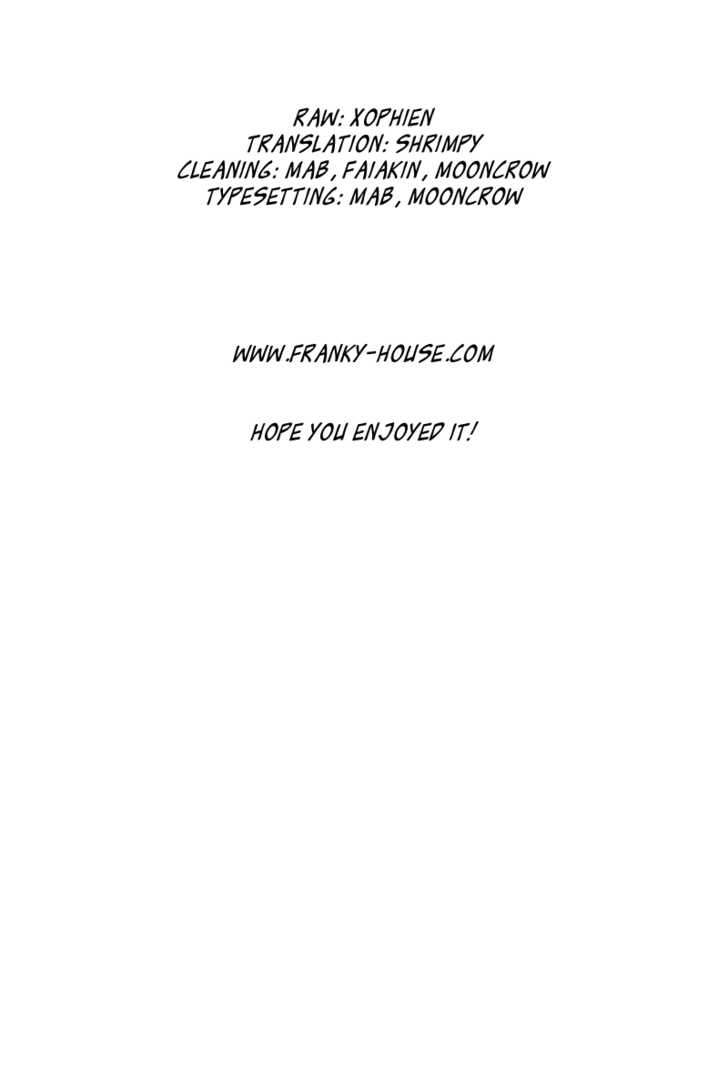 RAW: XOPHIEN
TRANSLATION: SHRIMPY
CLEANING: MAB, FAIAKIN, MOONCROW
TYPESETTING: MAB, MOONCROW
WWW.FRANKY-HOUSE.COM
HOPE YOU ENJOYED IT!